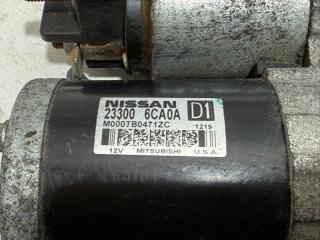 NISSAN
23300 6CA0A D1
M000TB0471ZC 1219
12V MITSUBISHI U.S.A.